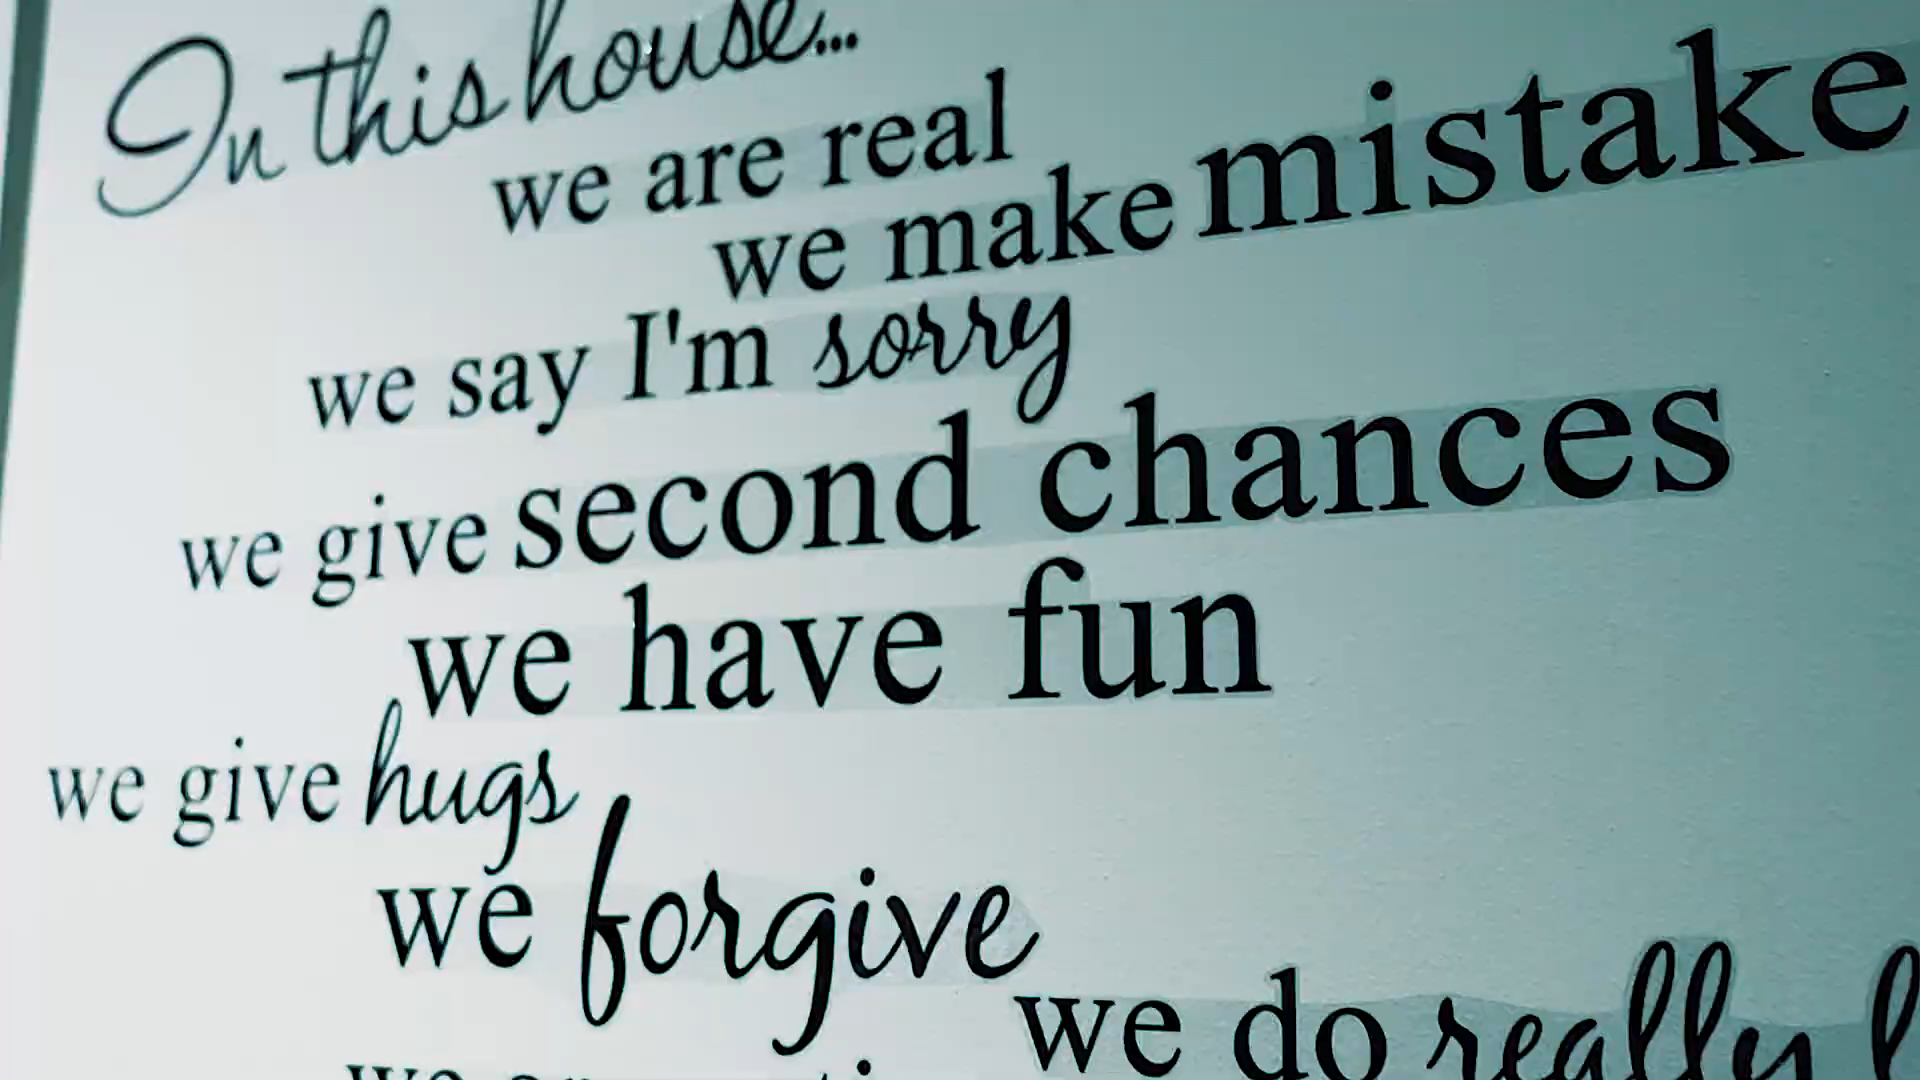 In this house...
we are real
we make mistake
we say I'm sorry
we give second chances
we have fun
we give hugs
we forgive
we do really